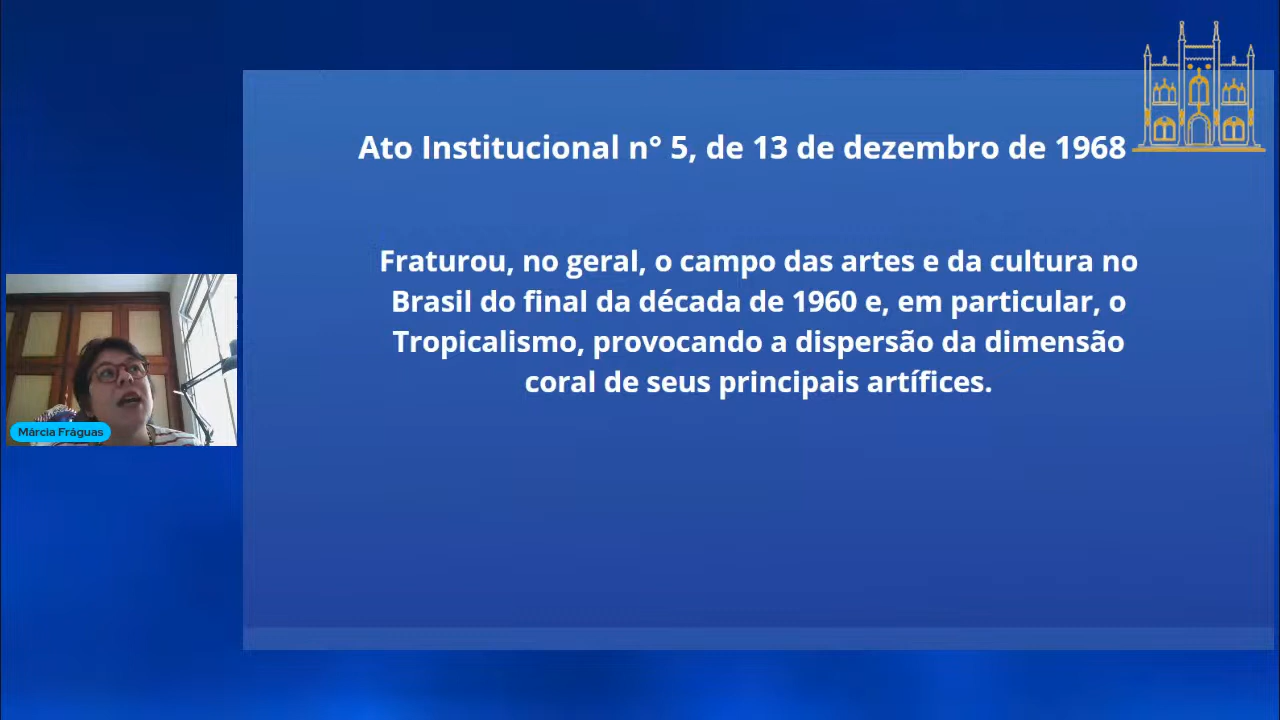 Ato Institucional n° 5, de 13 de dezembro de 1968
Fraturou, no geral, o campo das artes e da cultura no
Brasil do final da década de 1960 e, em particular, o
Tropicalismo, provocando a dispersão da dimensão
coral de seus principais artífices.
Márcia Fráguas